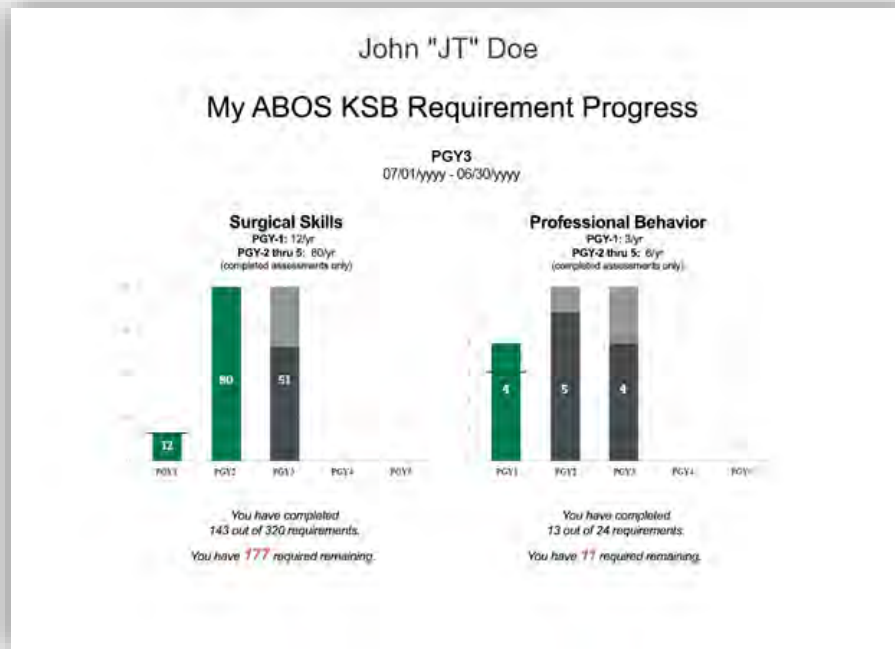 John "JT" Doe
My ABOS KSB Requirement Progress
PGY3
07/01/yyyy - 06/30/yyyy
Surgical Skills
PGY-1: 12/yr
PGY-2 thru 5: 80/yr
(completed assessments only)
12
80
51
PGY1 PGY2 PGY3 PGY4 PGY5
You have completed
143 out of 320 requirements.
You have 177 required remaining.
Professional Behavior
PGY-1: 3/yr
PGY-2 thru 5: 6/yr
(completed assessments only)
4
5
4
PGY1 PGY2 PGY3 PGY4
You have completed
13 out of 24 requirements.
You have 11 required remaining.